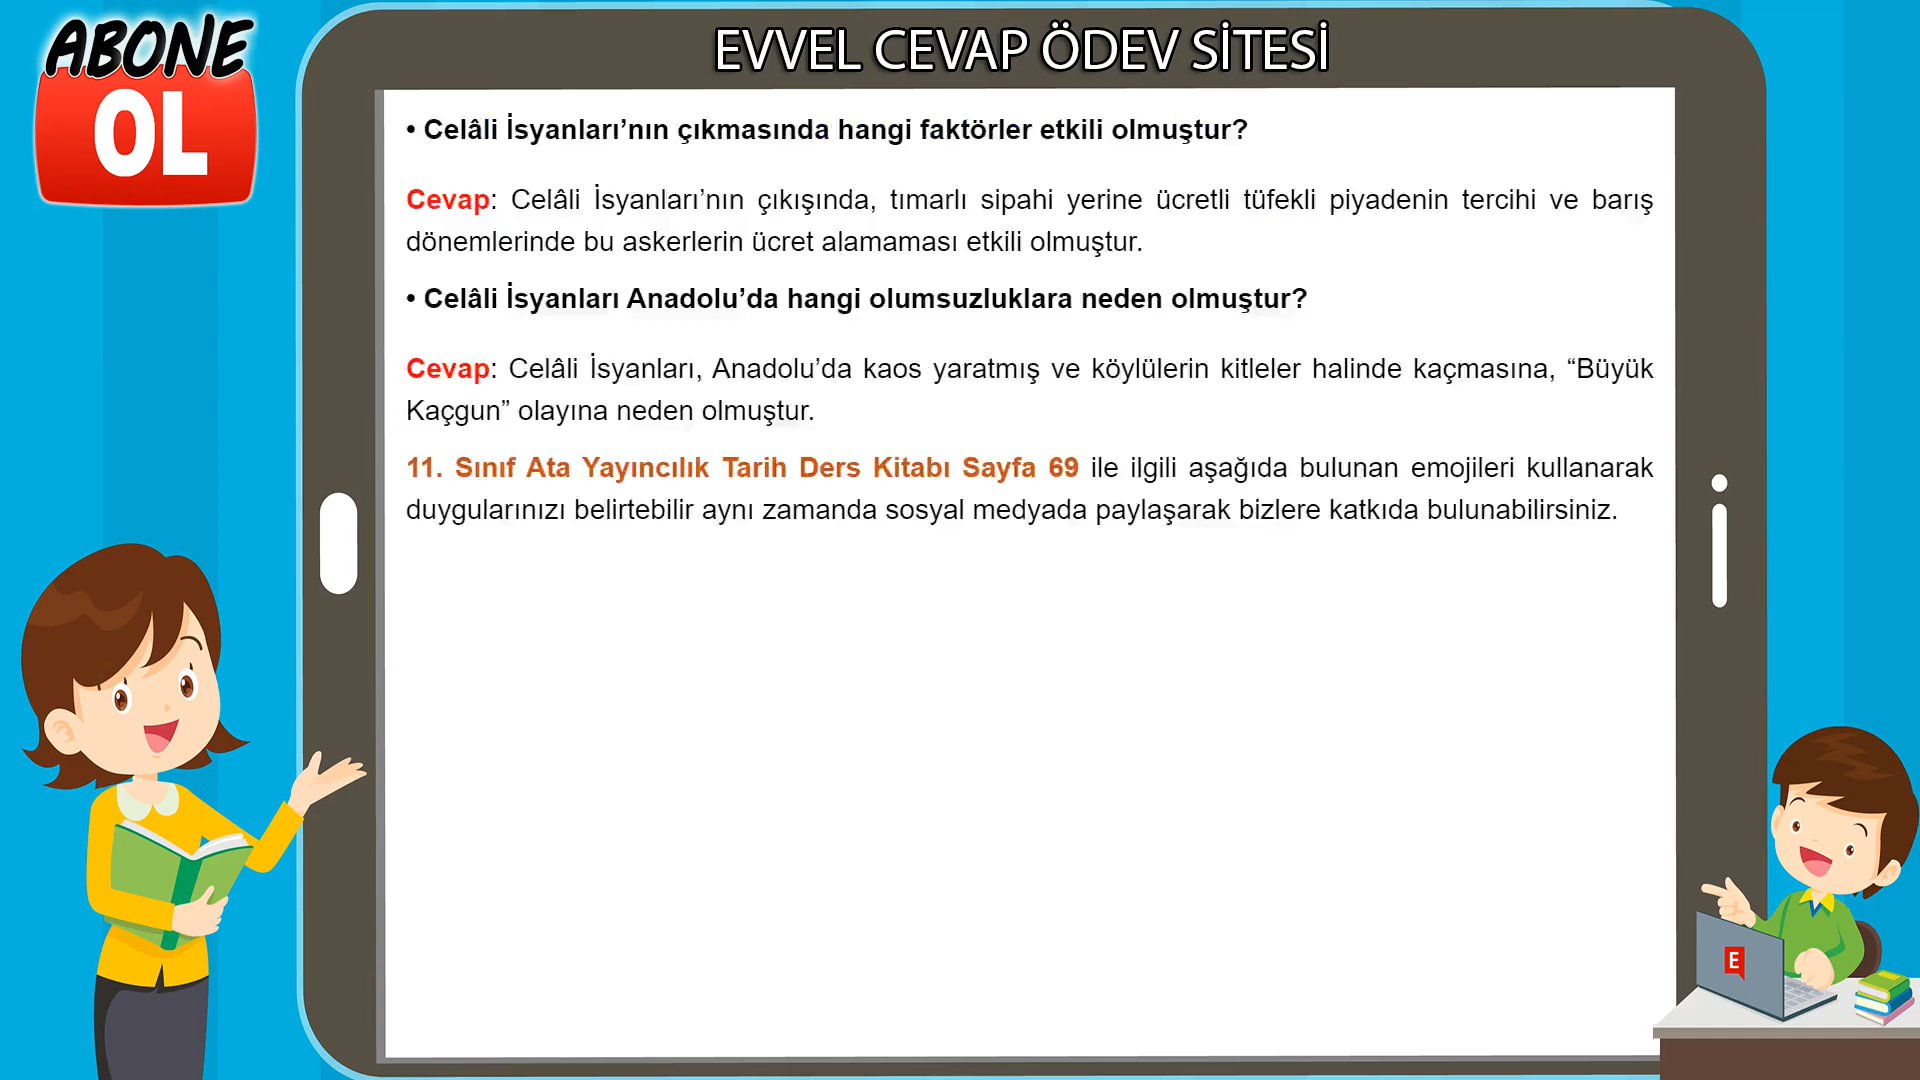 ABONE
OL
EVVEL CEVAP ÖDEV SİTESİ
• Celâli İsyanları’nın çıkmasında hangi faktörler etkili olmuştur?
Cevap: Celâli İsyanları’nın çıkışında, tımarlı sipahi yerine ücretli tüfekli piyadenin tercihi ve barış
dönemlerinde bu askerlerin ücret alamaması etkili olmuştur.
• Celâli İsyanları Anadolu’da hangi olumsuzluklara neden olmuştur?
Cevap: Celâli İsyanları, Anadolu’da kaos yaratmış ve köylülerin kitleler halinde kaçmasına, “Büyük
Kaçgun” olayına neden olmuştur.
11. Sınıf Ata Yayıncılık Tarih Ders Kitabı Sayfa 69 ile ilgili aşağıda bulunan emojileri kullanarak
duygularınızı belirtebilir aynı zamanda sosyal medyada paylaşarak bizlere katkıda bulunabilirsiniz.
E